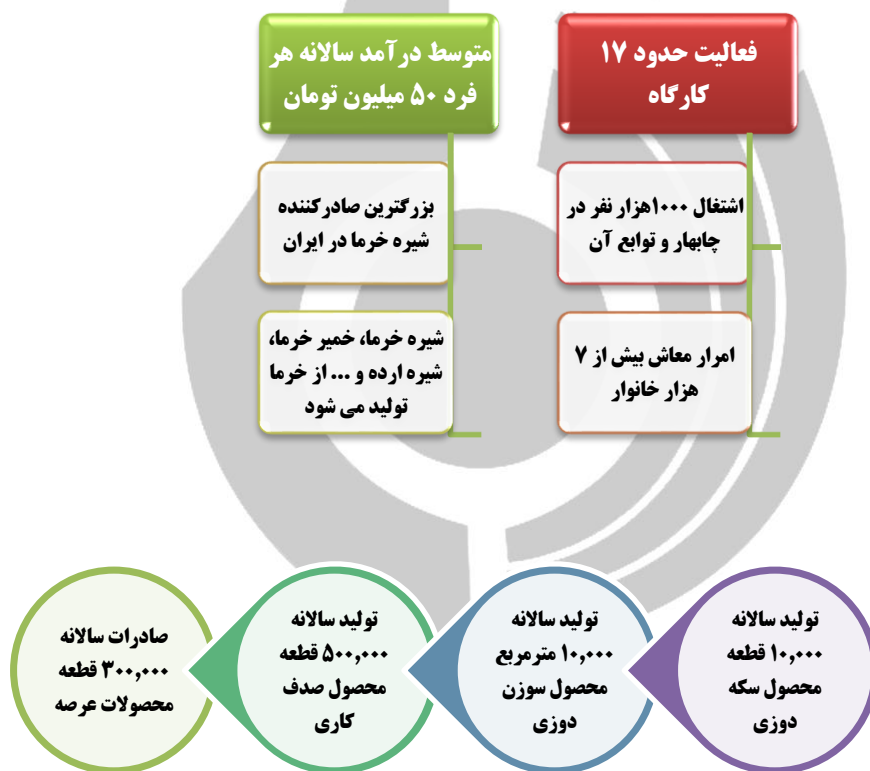 فعالیت حدود ۱۷
کارگاه
اشتغال ۱۰۰۰هزار نفر در
چابهار و توابع آن
امرار معاش بیش از ۷
هزار خانوار
متوسط درآمد سالانه هر
فرد ۵۰ میلیون تومان
بزرگترین صادرکننده
شیره خرما در ایران
شیره خرما، خمیر خرما،
شیره ارده و ... از خرما
تولید می شود
تولید سالانه
۱۰,۰۰۰ قطعه
محصول سکه
دوزی
تولید سالانه
۱۰,۰۰۰ مترمربع
محصول سوزن
دوزی
تولید سالانه
۵۰۰,۰۰۰ قطعه
محصول صدف
کاری
صادرات سالانه
۳۰۰,۰۰۰ قطعه
محصولات عرصه